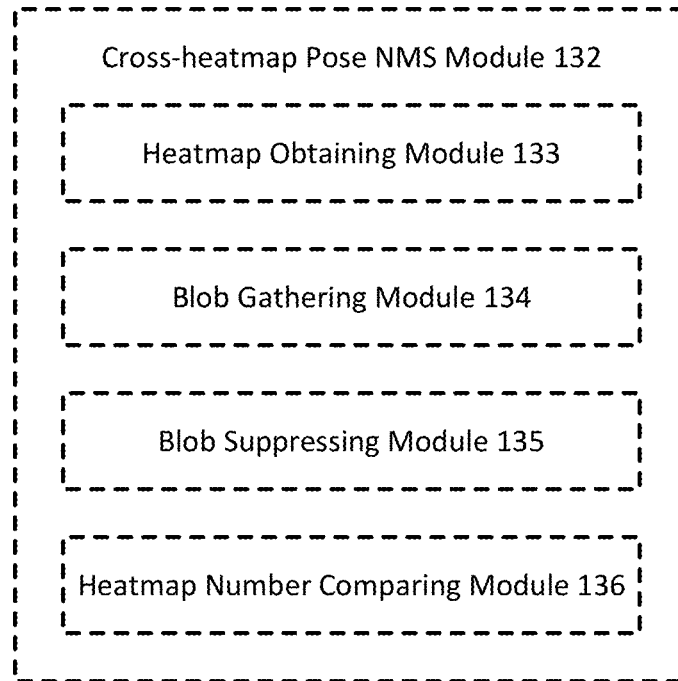 Cross-heatmap Pose NMS Module 132
Heatmap Obtaining Module 133
Blob Gathering Module 134
Blob Suppressing Module 135
Heatmap Number Comparing Module 136